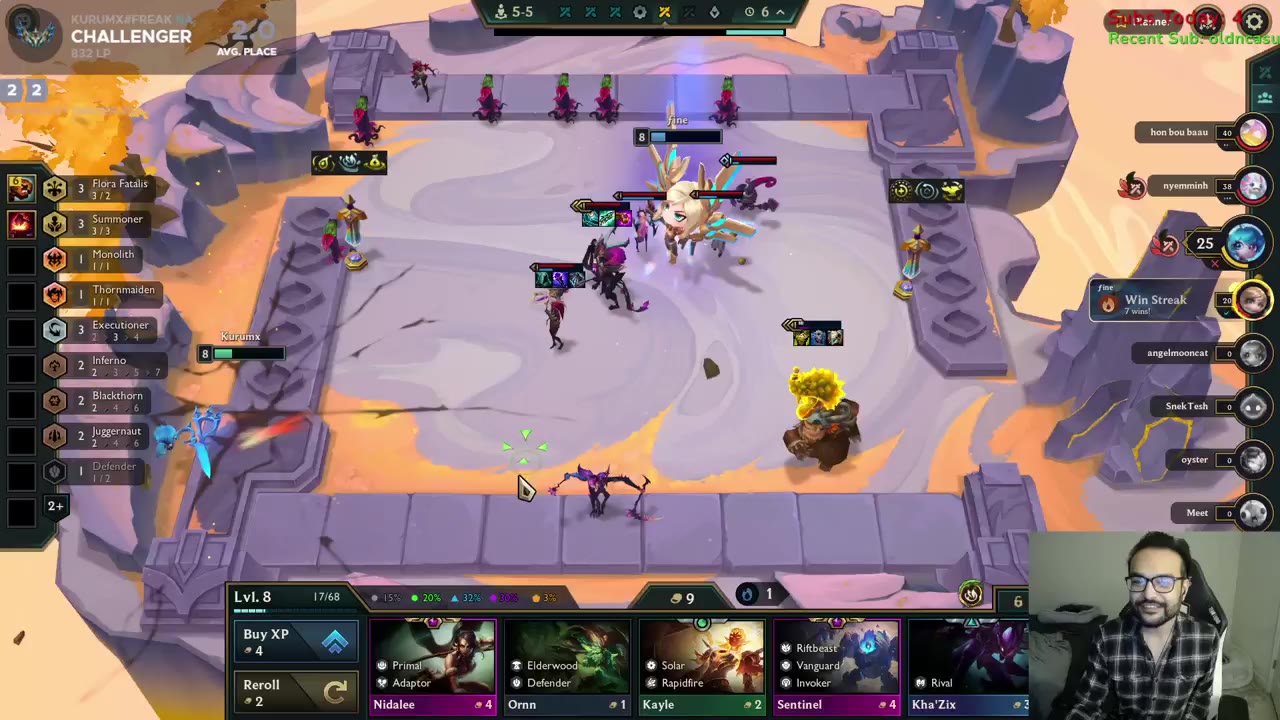 KURUMX#FREAK NA
CHALLENGER
832 LP
2.0
AVG. PLACE
2 2
5-5
6
Subs Today: 4
Recent Sub: oldncasu
3 Flora Fatalis
3 / 2
3 Summoner
3 / 3
1 Monolith
1 / 1
1 Thornmaiden
1 / 1
3 Executioner
2 > 3 > 4
2 Inferno
2 > 3 > 5 > 7
2 Blackthorn
2 > 4 > 6
2 Juggernaut
2 > 4 > 6
1 Defender
1 / 2
2+
fine
8
Kurumx
8
hon bou baau 40
nyemminh 38
25
fine
Win Streak
7 wins!
20
angelmooncat 0
SnekTesh 0
oyster 0
Meet 0
Lvl. 8 17/68
15% 20% 32% 30% 3%
9
1
6
Buy XP
4
Reroll
2
Primal
Adaptor
Nidalee 4
Elderwood
Defender
Ornn 1
Solar
Rapidfire
Kayle 2
Riftbeast
Vanguard
Invoker
Sentinel 4
Rival
Kha'Zix 3